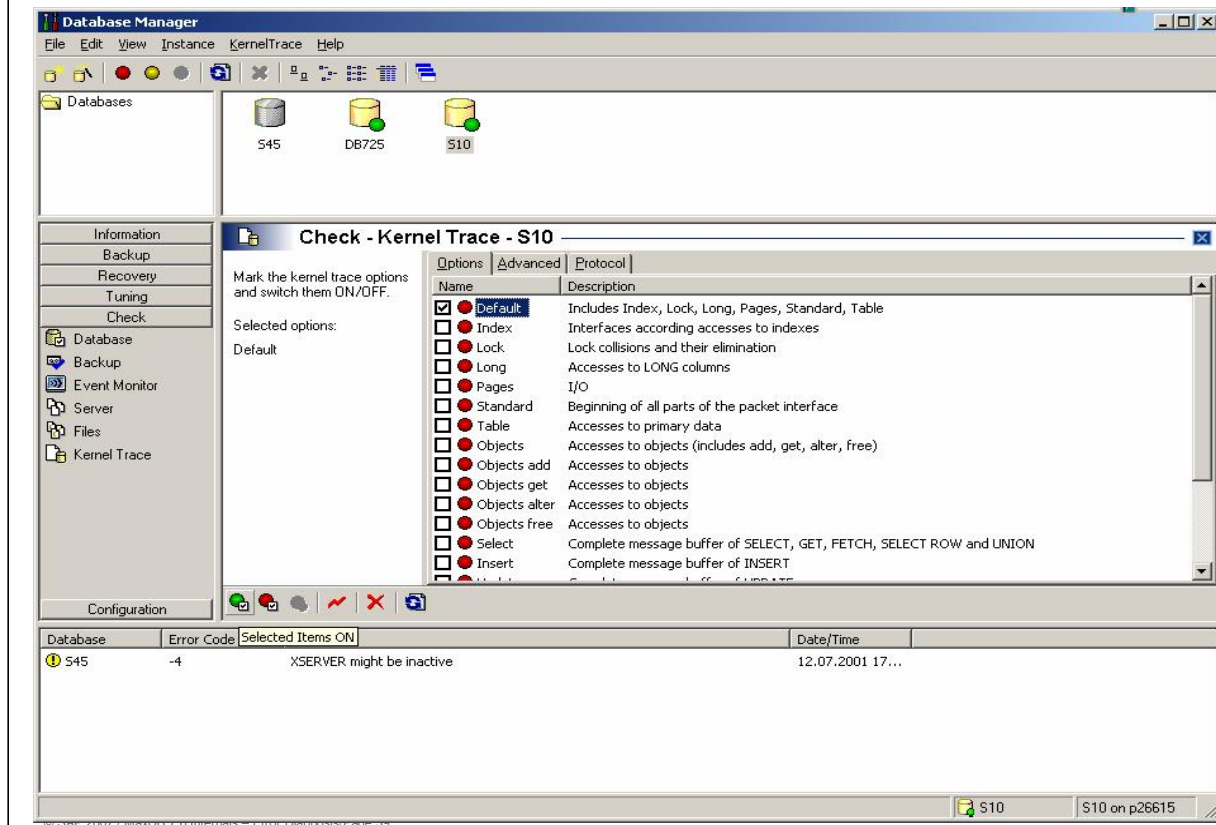 Database Manager
File Edit View Instance KernelTrace Help
Databases
S45 DB725 S10
Information
Backup
Recovery
Tuning
Check
Database
Backup
Event Monitor
Server
Files
Kernel Trace
Configuration
Check - Kernel Trace - S10
Mark the kernel trace options
and switch them ON/OFF.
Selected options:
Default
Options Advanced Protocol
Name Description
Default Includes Index, Lock, Long, Pages, Standard, Table
Index Interfaces according accesses to indexes
Lock Lock collisions and their elimination
Long Accesses to LONG columns
Pages I/O
Standard Beginning of all parts of the packet interface
Table Accesses to primary data
Objects Accesses to objects (includes add, get, alter, free)
Objects add Accesses to objects
Objects get Accesses to objects
Objects alter Accesses to objects
Objects free Accesses to objects
Select Complete message buffer of SELECT, GET, FETCH, SELECT ROW and UNION
Insert Complete message buffer of INSERT
Selected Items ON
Database Error Code Date/Time
S45 -4 XSERVER might be inactive 12.07.2001 17...
S10 S10 on p26615